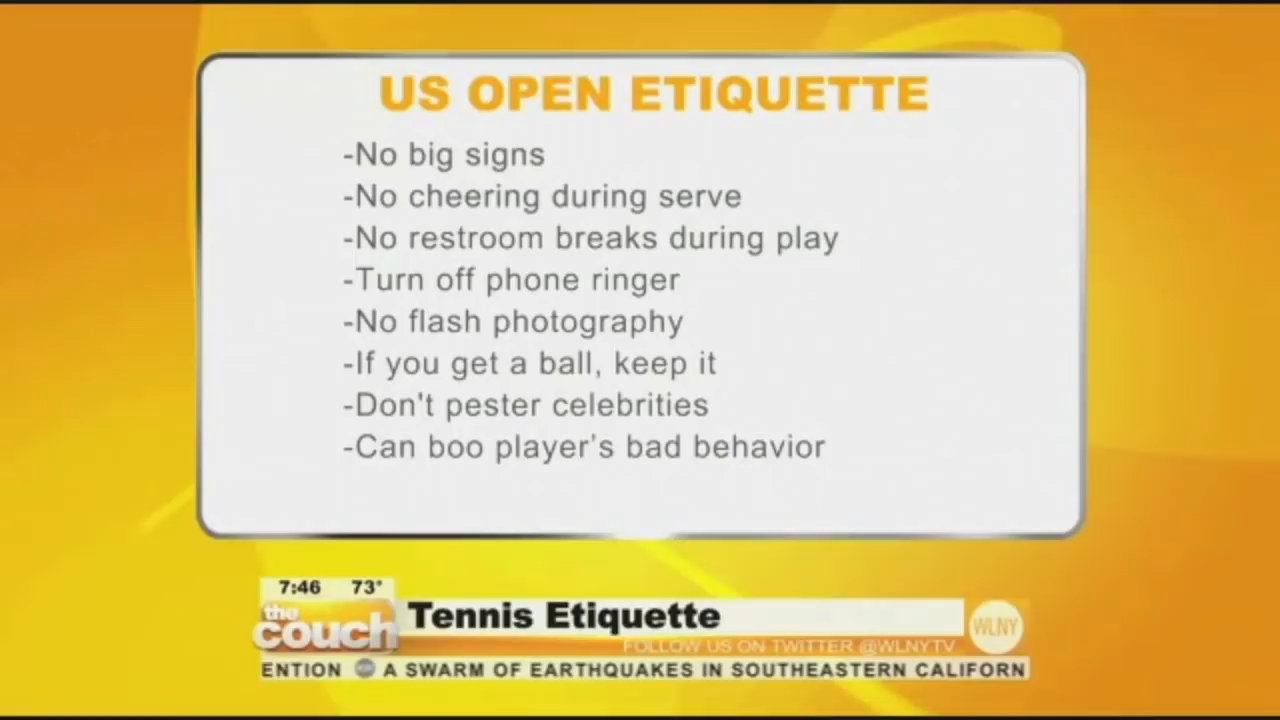 US OPEN ETIQUETTE
-No big signs
-No cheering during serve
-No restroom breaks during play
-Turn off phone ringer
-No flash photography
-If you get a ball, keep it
-Don't pester celebrities
-Can boo player’s bad behavior
7:46 73°
the couch
Tennis Etiquette
WLNY
FOLLOW US ON TWITTER @WLNYTV
ENTION A SWARM OF EARTHQUAKES IN SOUTHEASTERN CALIFORN